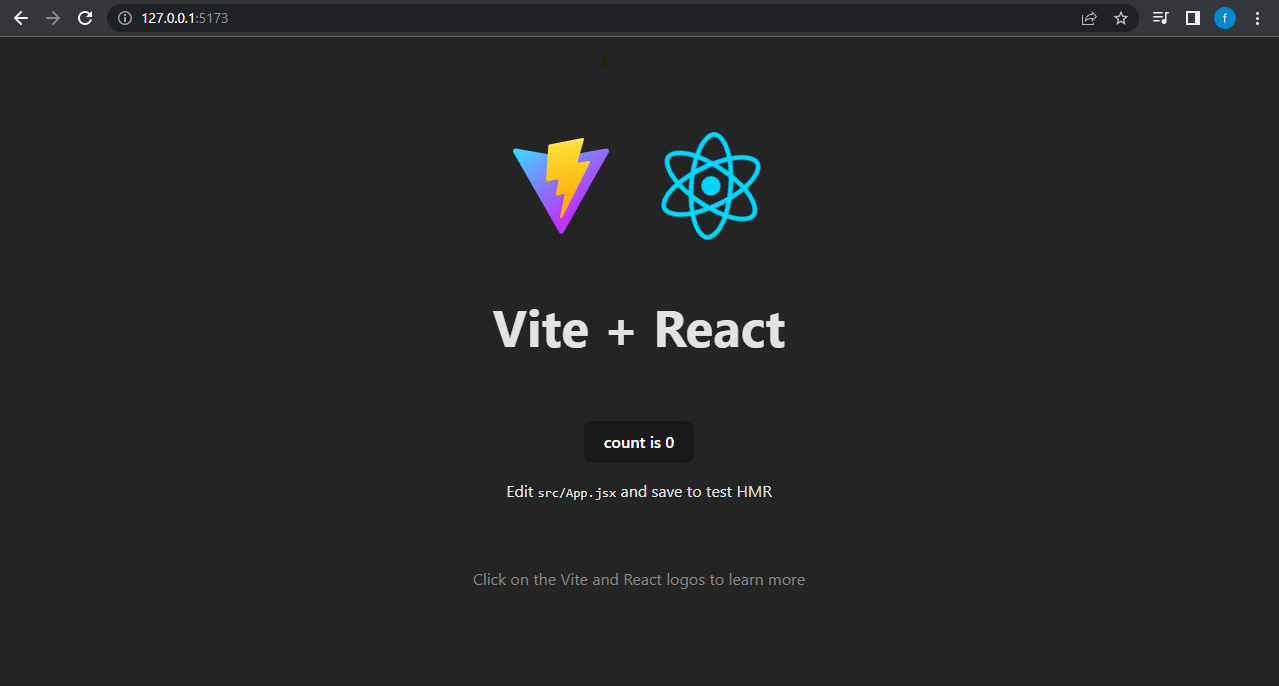 127.0.0.1:5173
f
Vite + React
count is 0
Edit src/App.jsx and save to test HMR
Click on the Vite and React logos to learn more